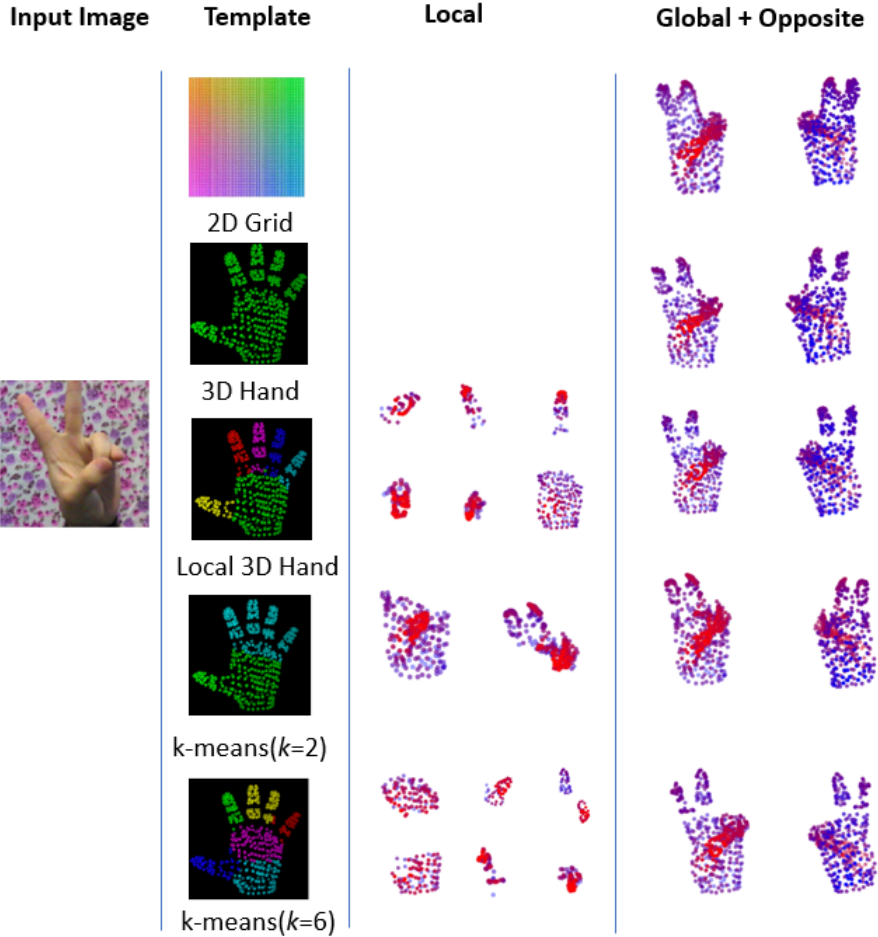 Input Image Template Local Global + Opposite
2D Grid
3D Hand
Local 3D Hand
k-means(k=2)
k-means(k=6)